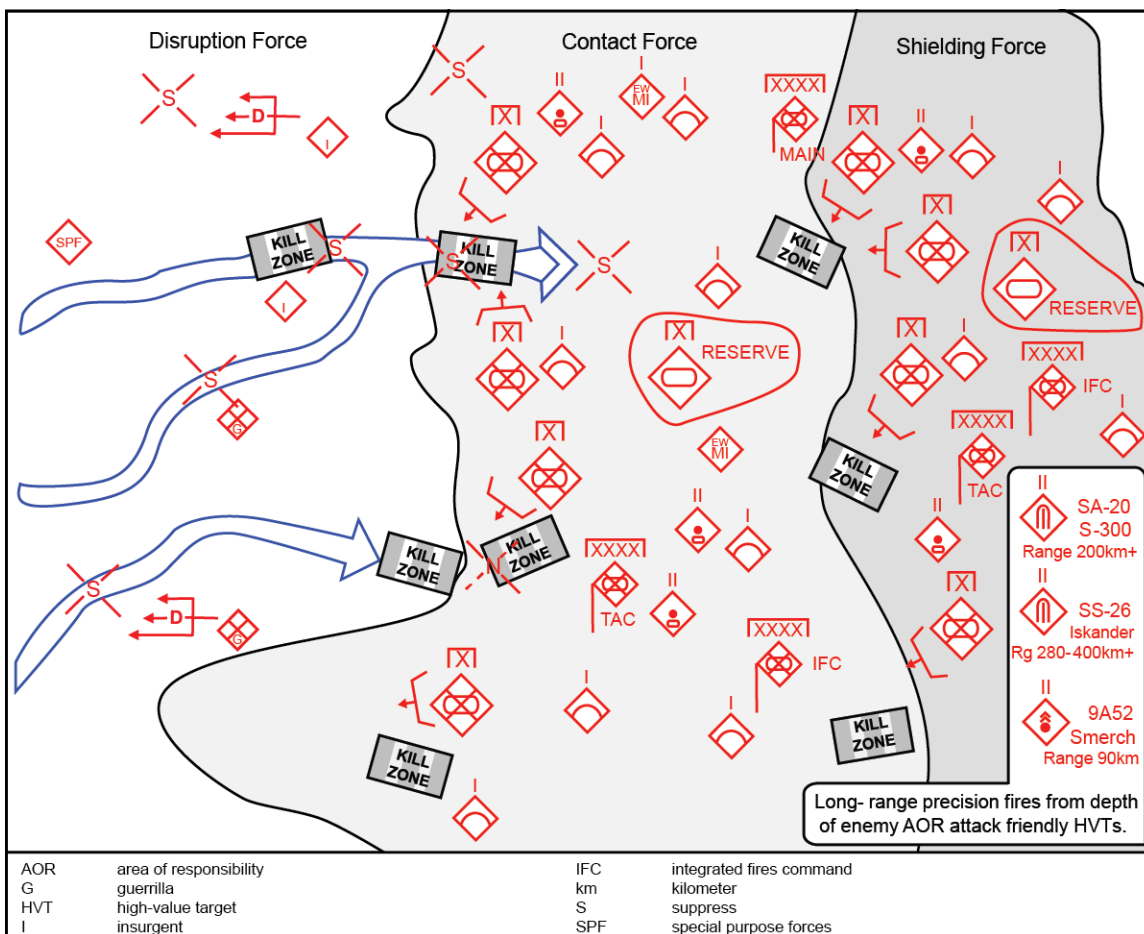 Disruption Force
Contact Force
Shielding Force
S
D
I
S
X
II
I
EW
MI
I
I
XXXX
MAIN
X
II
I
I
SPF
KILL
ZONE
S
I
KILL
ZONE
S
S
KILL
ZONE
X
X
RESERVE
I
X
I
X
RESERVE
X
I
XXXX
IFC
I
S
G
X
EW
MI
KILL
ZONE
XXXX
TAC
II
I
II
KILL
ZONE
KILL
ZONE
N
XXXX
TAC
II
S
D
G
X
I
XXXX
IFC
I
X
KILL
ZONE
I
KILL
ZONE
II
SA-20
S-300
Range 200km+
II
SS-26
Iskander
Rg 280-400km+
II
9A52
Smerch
Range 90km
Long- range precision fires from depth
of enemy AOR attack friendly HVTs.
AOR area of responsibility
G guerrilla
HVT high-value target
I insurgent
IFC integrated fires command
km kilometer
S suppress
SPF special purpose forces